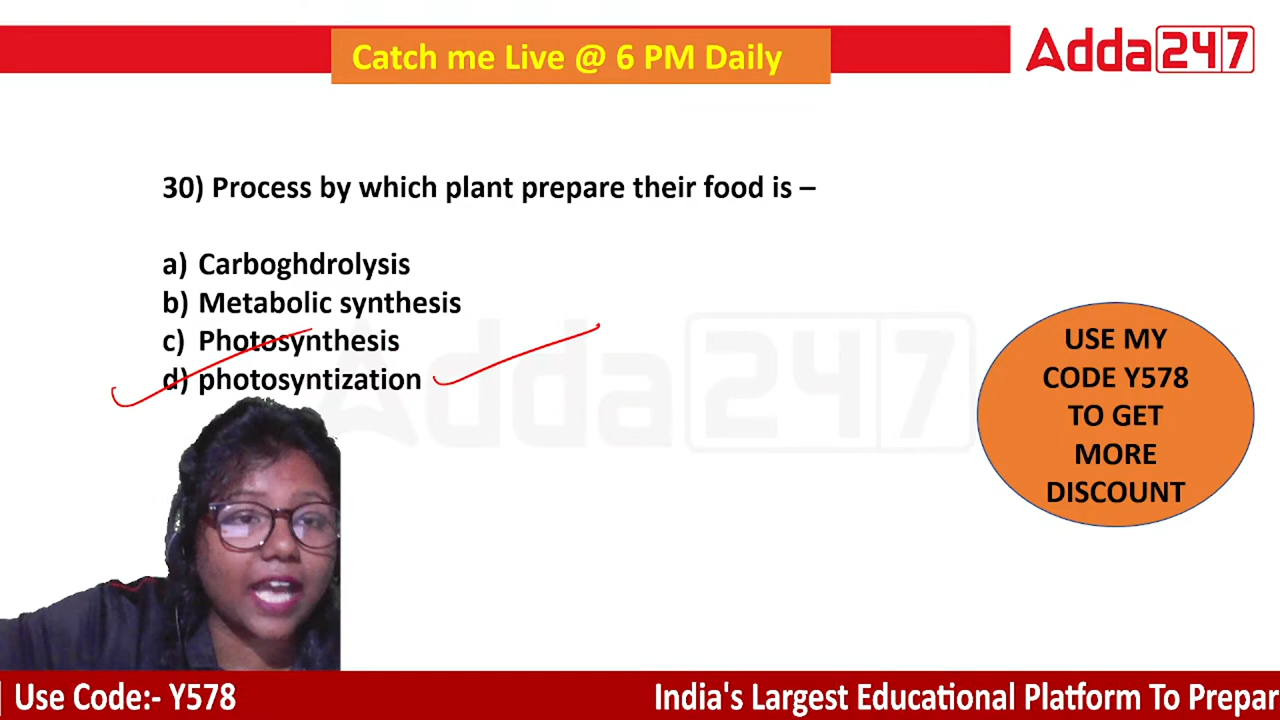 Catch me Live @ 6 PM Daily
Adda247
30) Process by which plant prepare their food is –
a) Carboghdrolysis
b) Metabolic synthesis
c) Photosynthesis
d) photosyntization
Adda247
USE MY
CODE Y578
TO GET
MORE
DISCOUNT
| Use Code:- Y578
India's Largest Educational Platform To Prepar